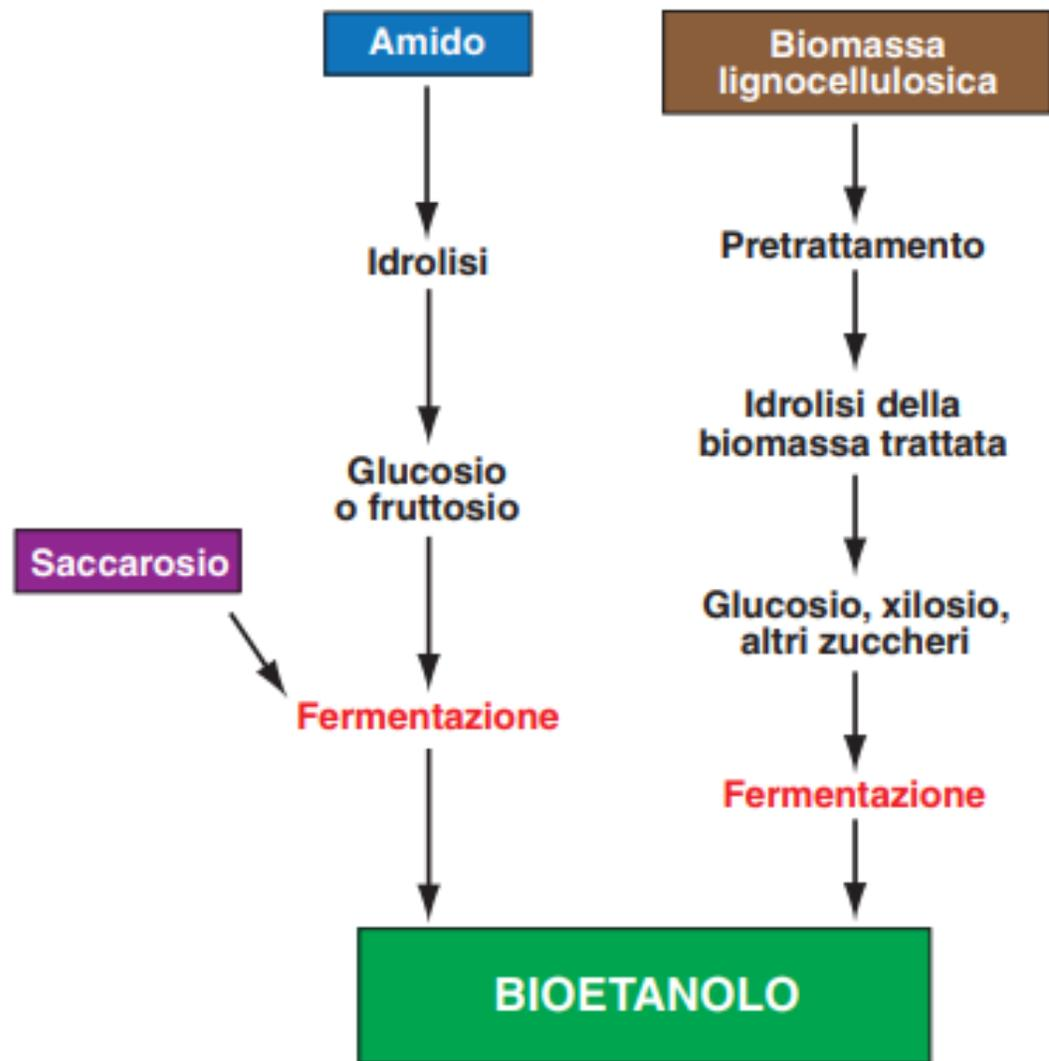 Amido
Idrolisi
Glucosio
o fruttosio
Saccarosio
Fermentazione
Biomassa
lignocellulosica
Pretrattamento
Idrolisi della
biomassa trattata
Glucosio, xilosio,
altri zuccheri
Fermentazione
BIOETANOLO